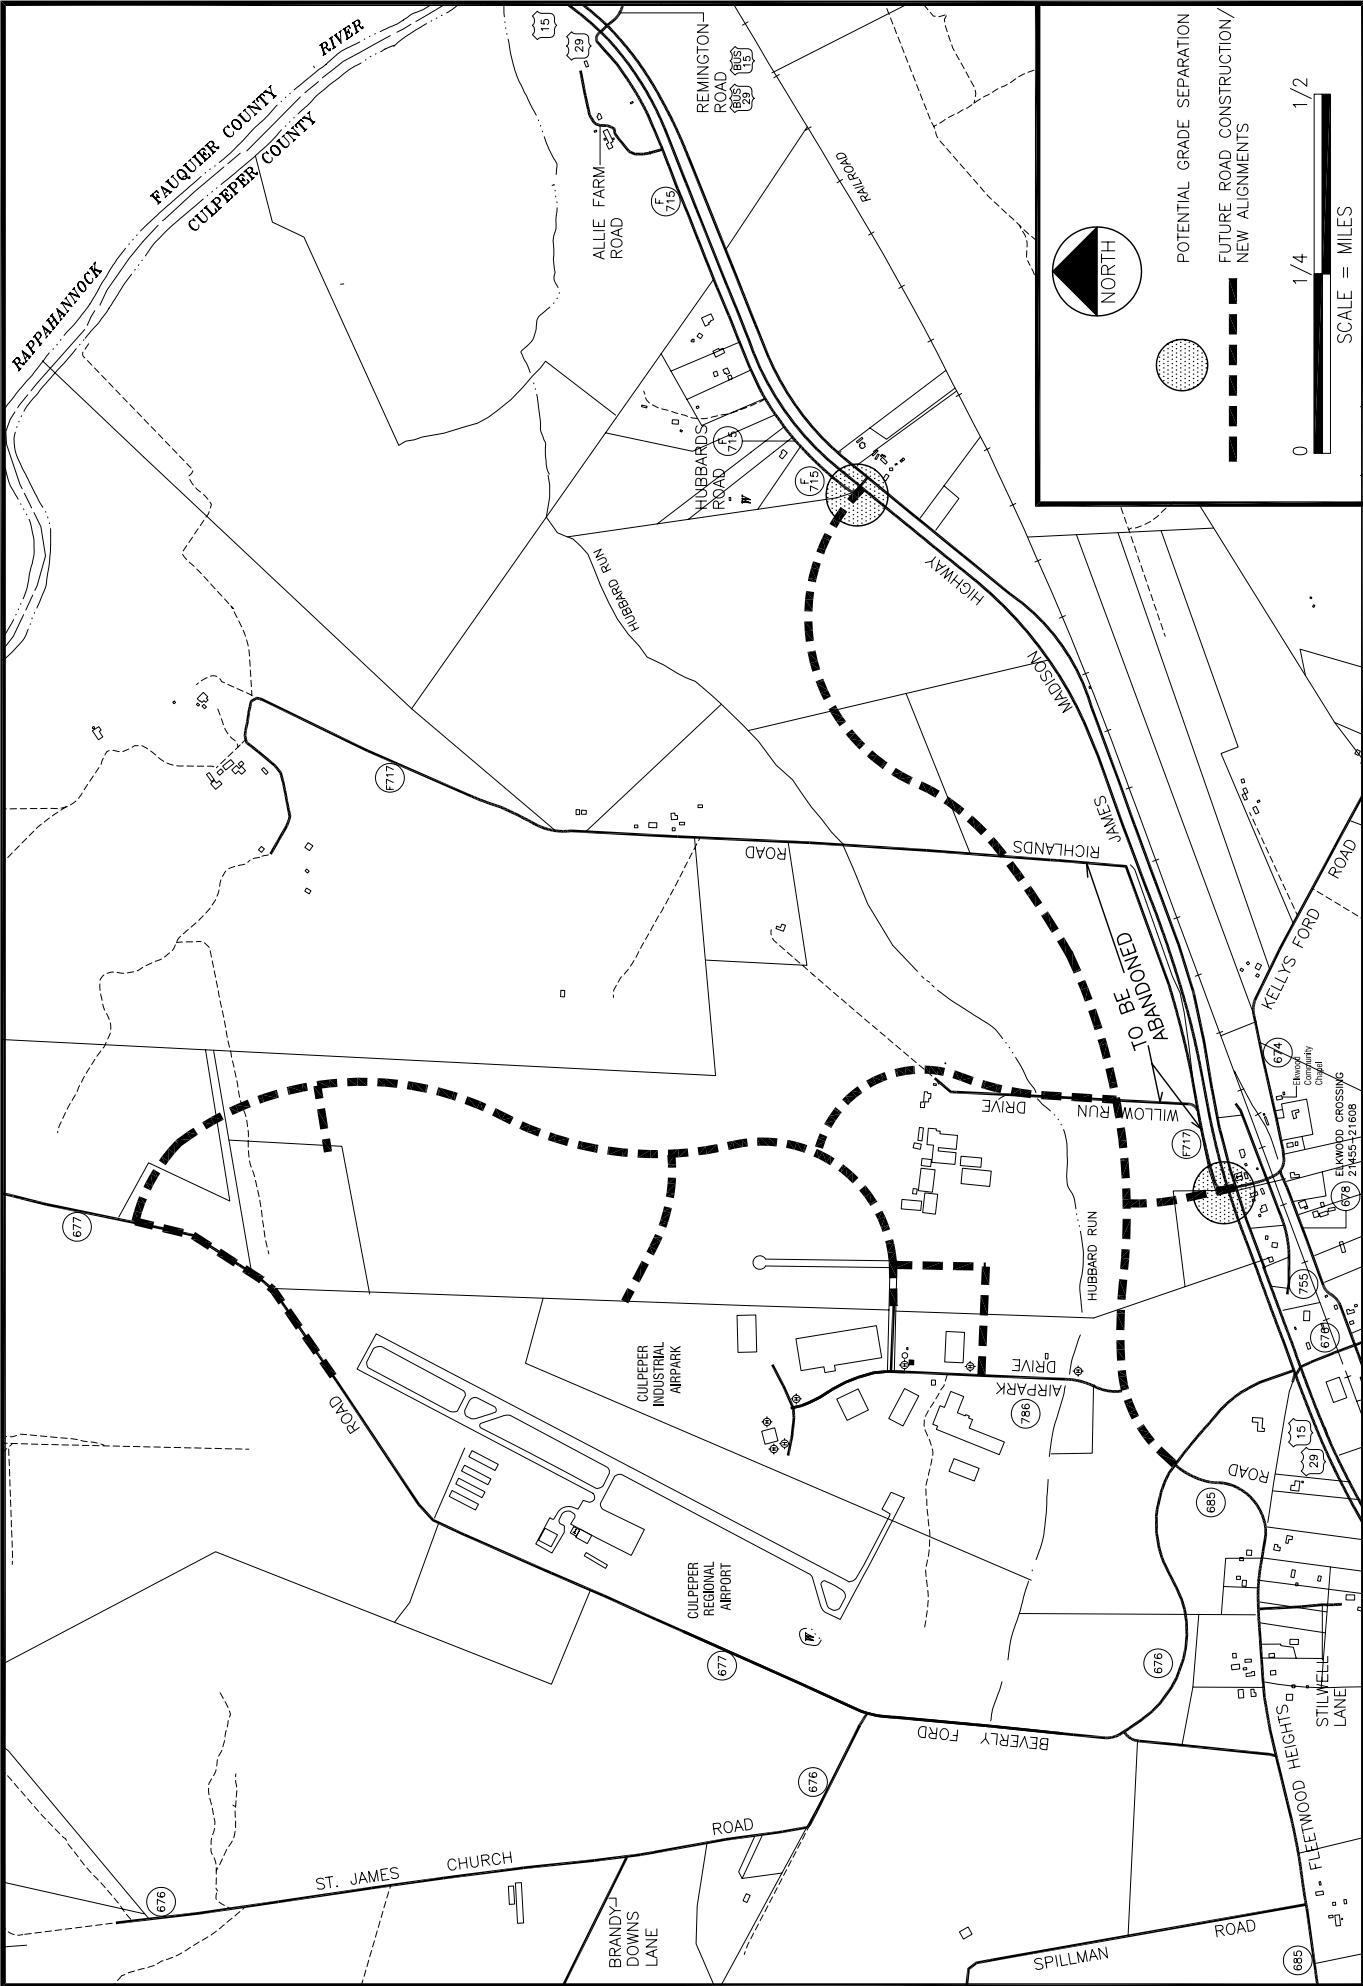 RAPPAHANNOCK
RIVER
FAUQUIER COUNTY
CULPEPER COUNTY
15
29
REMINGTON
ROAD
BUS
29
BUS
15
ALLIE FARM
ROAD
F
715
RAILROAD
HUBBARDS
ROAD
F
715
W
F
715
HUBBARD RUN
JAMES
MADISON
HIGHWAY
NORTH
POTENTIAL GRADE SEPARATION
FUTURE ROAD CONSTRUCTION/
NEW ALIGNMENTS
0
1/4
1/2
SCALE = MILES
F717
RICHLANDS
ROAD
TO BE
ABANDONED
KELLYS FORD
ROAD
674
Elkwood
Community
Chapel
ELKWOOD CROSSING
21455-21608
678
WILLOW RUN
DRIVE
F717
HUBBARD RUN
755
676
677
ROAD
CULPEPER
INDUSTRIAL
AIRPARK
AIRPARK
DRIVE
786
15
29
ROAD
685
CULPEPER
REGIONAL
AIRPORT
W
677
BEVERLY FORD
676
STILWELL
LANE
FLEETWOOD HEIGHTS
676
ST. JAMES
CHURCH
ROAD
676
BRANDY
DOWNS
LANE
SPILLMAN
ROAD
685